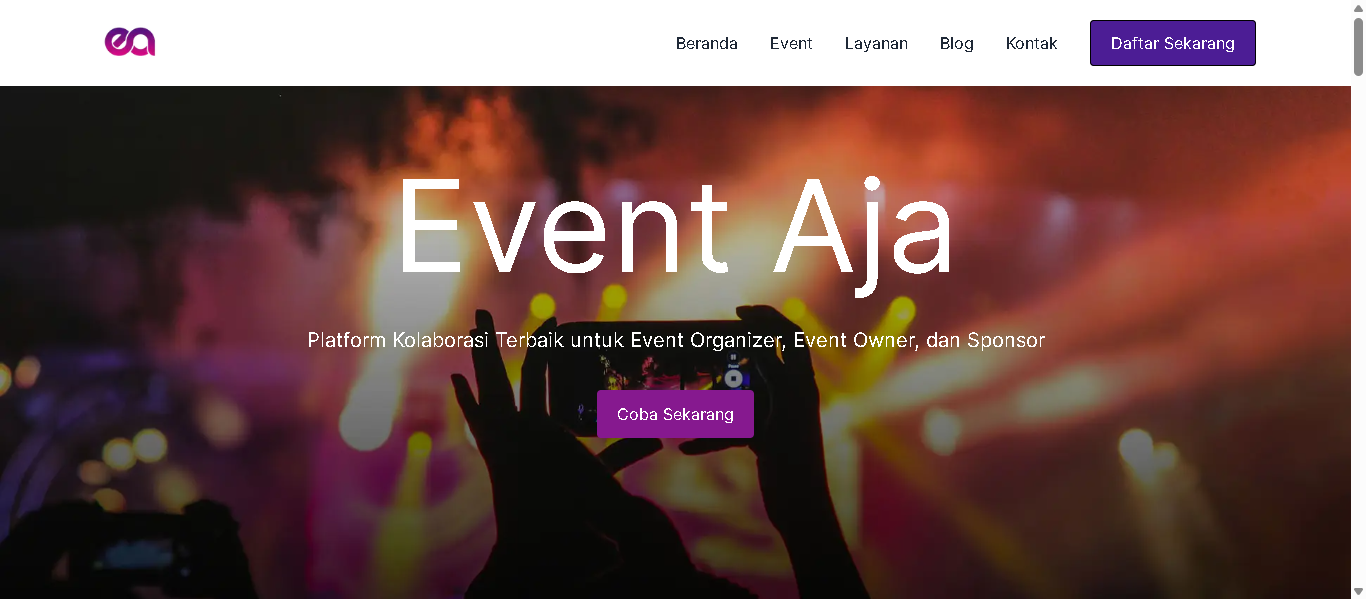 ea
Beranda Event Layanan Blog Kontak Daftar Sekarang
Event Aja
Platform Kolaborasi Terbaik untuk Event Organizer, Event Owner, dan Sponsor
Coba Sekarang